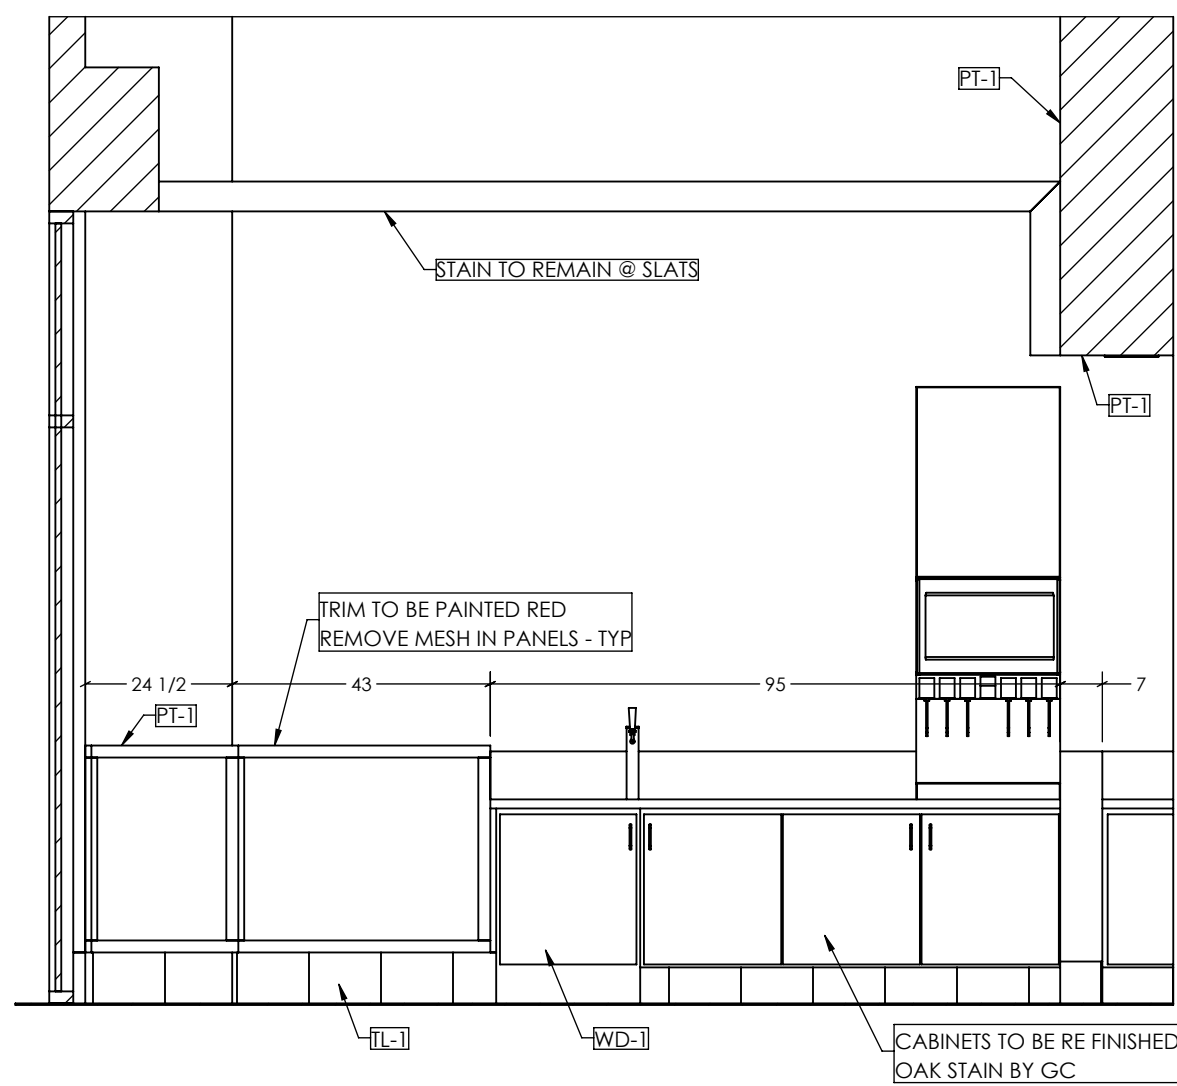 PT-1
STAIN TO REMAIN @ SLATS
PT-1
TRIM TO BE PAINTED RED
REMOVE MESH IN PANELS - TYP
24 1/2
43
95
7
PT-1
TL-1
WD-1
CABINETS TO BE RE FINISHED
OAK STAIN BY GC